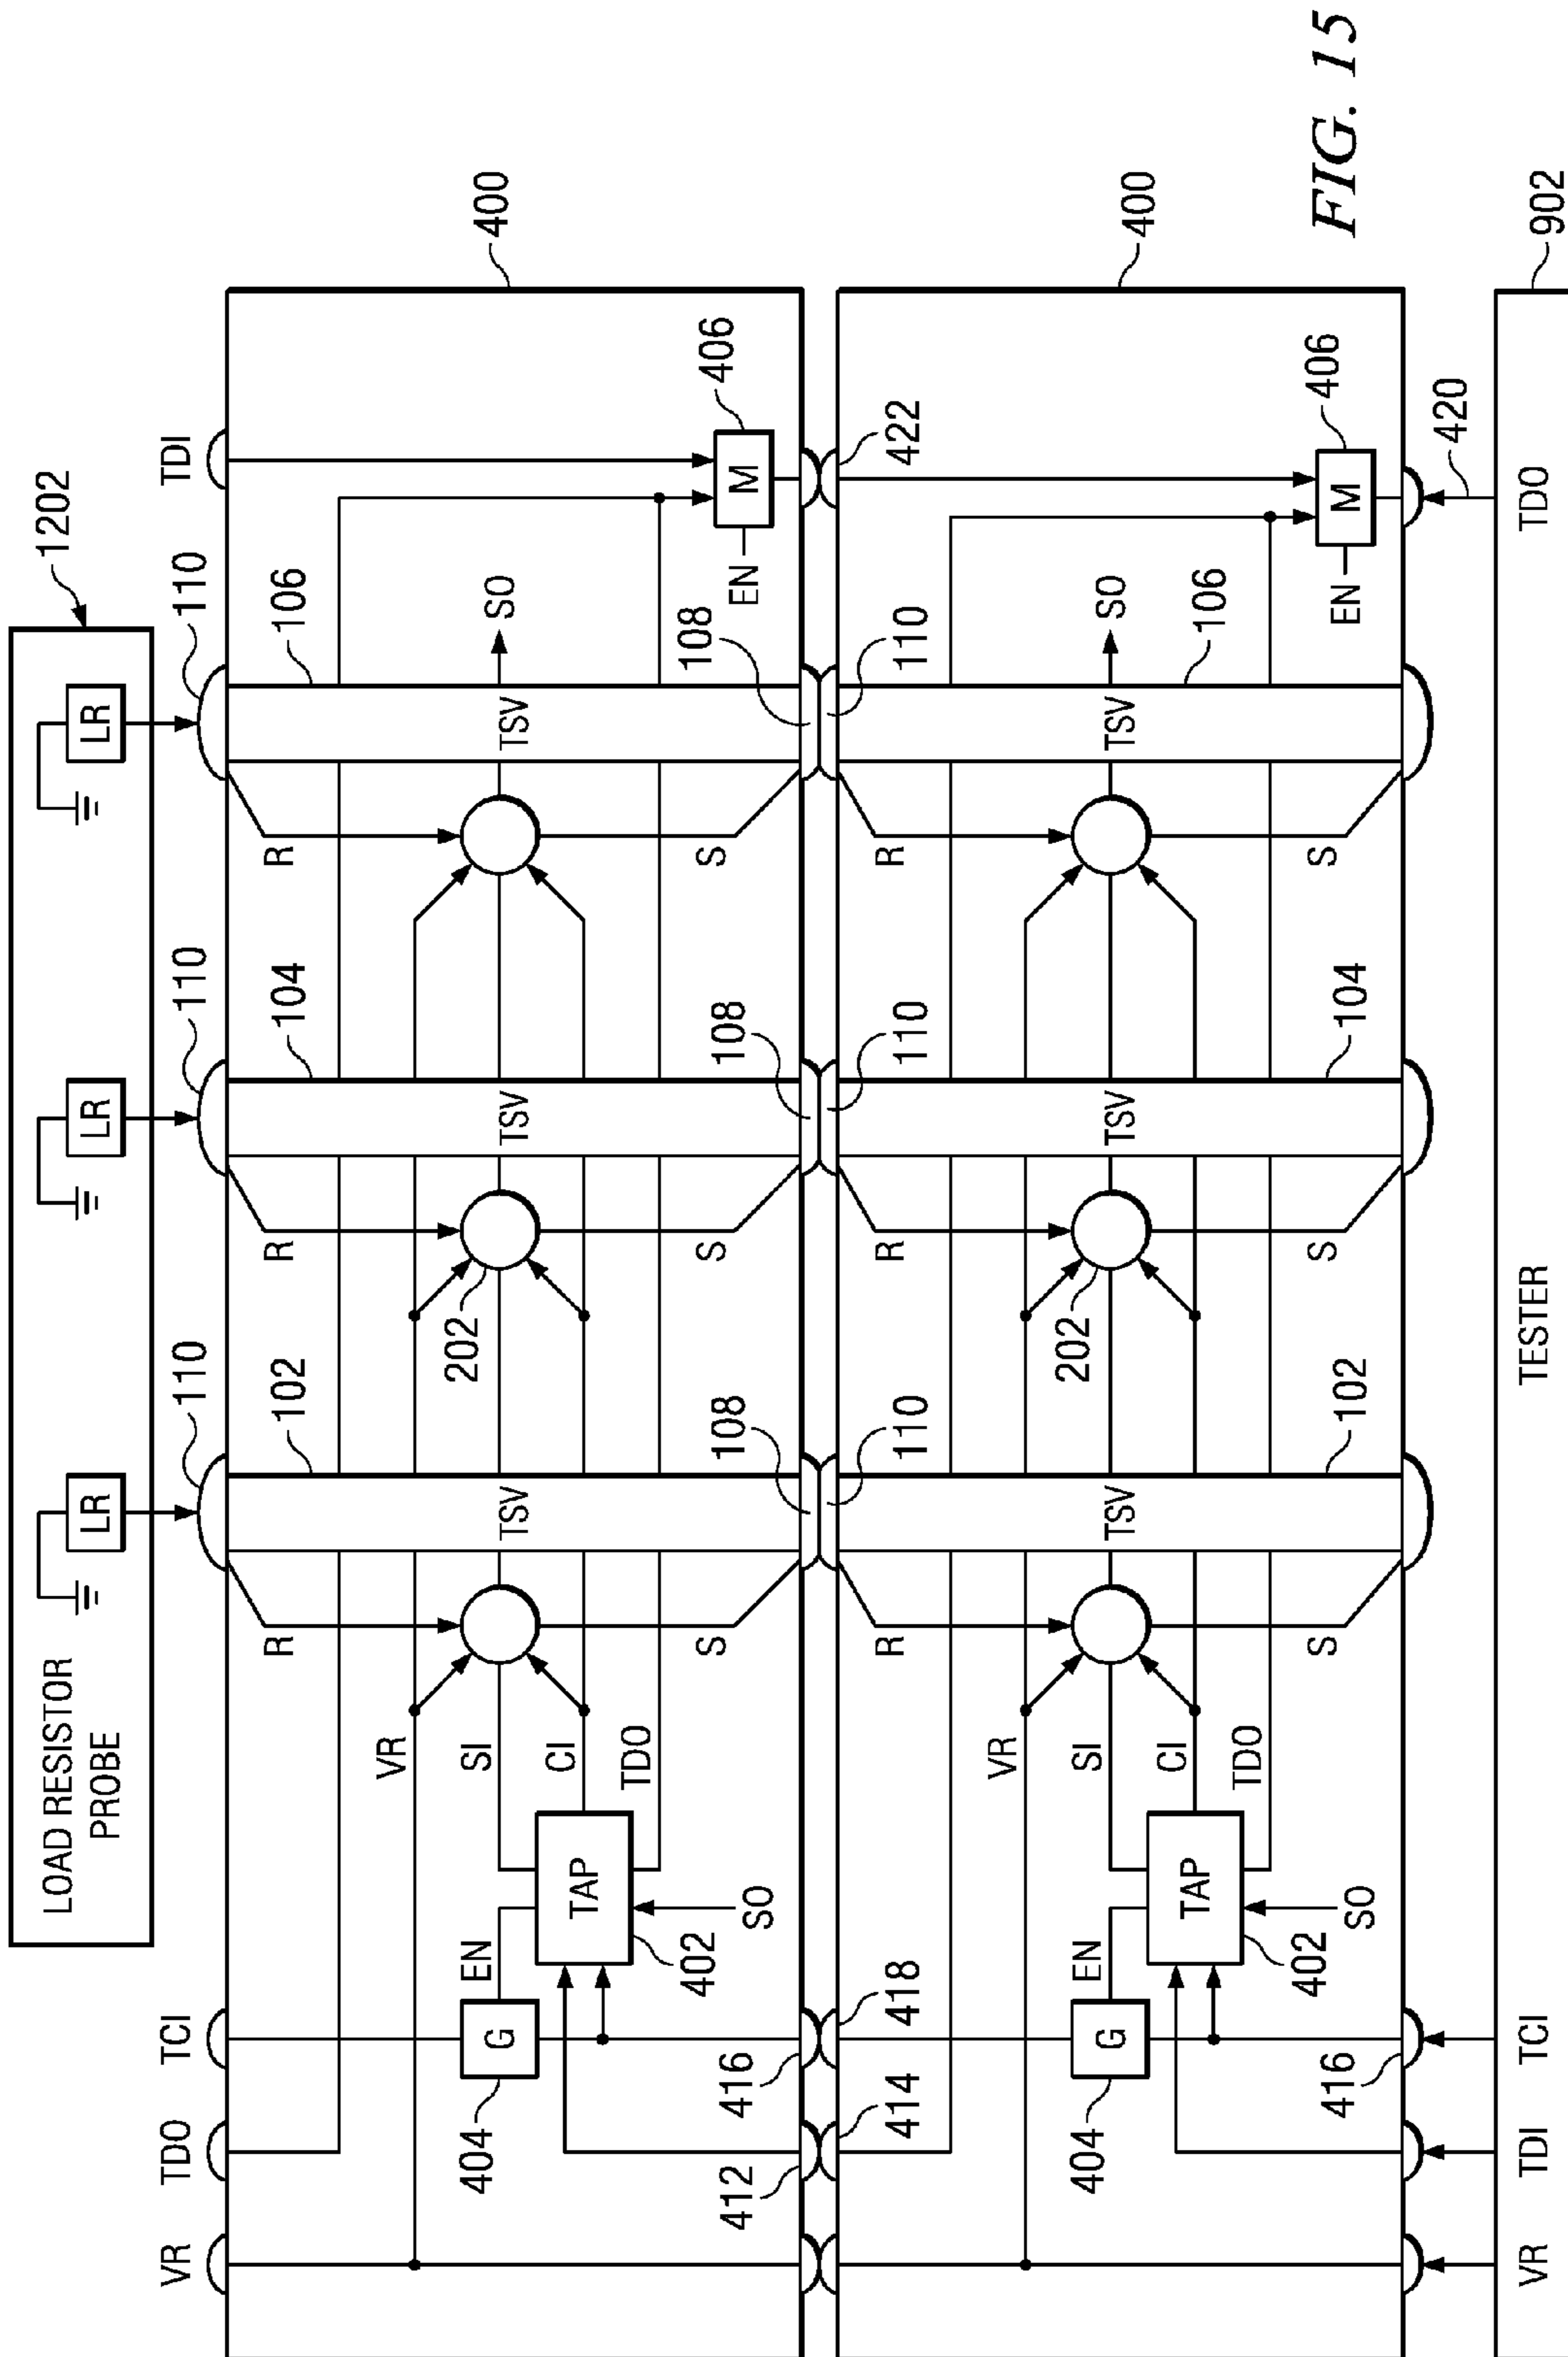 LOAD RESISTOR
PROBE
1202
LR
LR
LR
VR
TDO
TCI
110
110
110
TDI
R
102
R
104
R
106
VR
404
G
EN
SI
TSV
202
TSV
TSV
SO
400
CI
TAP
TDO
402
SO
S
S
S
EN
M
406
412
416
108
108
108
414
418
110
110
110
422
R
102
R
104
R
106
VR
404
G
EN
SI
TSV
202
TSV
TSV
SO
400
CI
TAP
TDO
402
SO
S
S
S
EN
M
406
416
420
FIG. 15
VR
TDI
TCI
TESTER
TDO
902